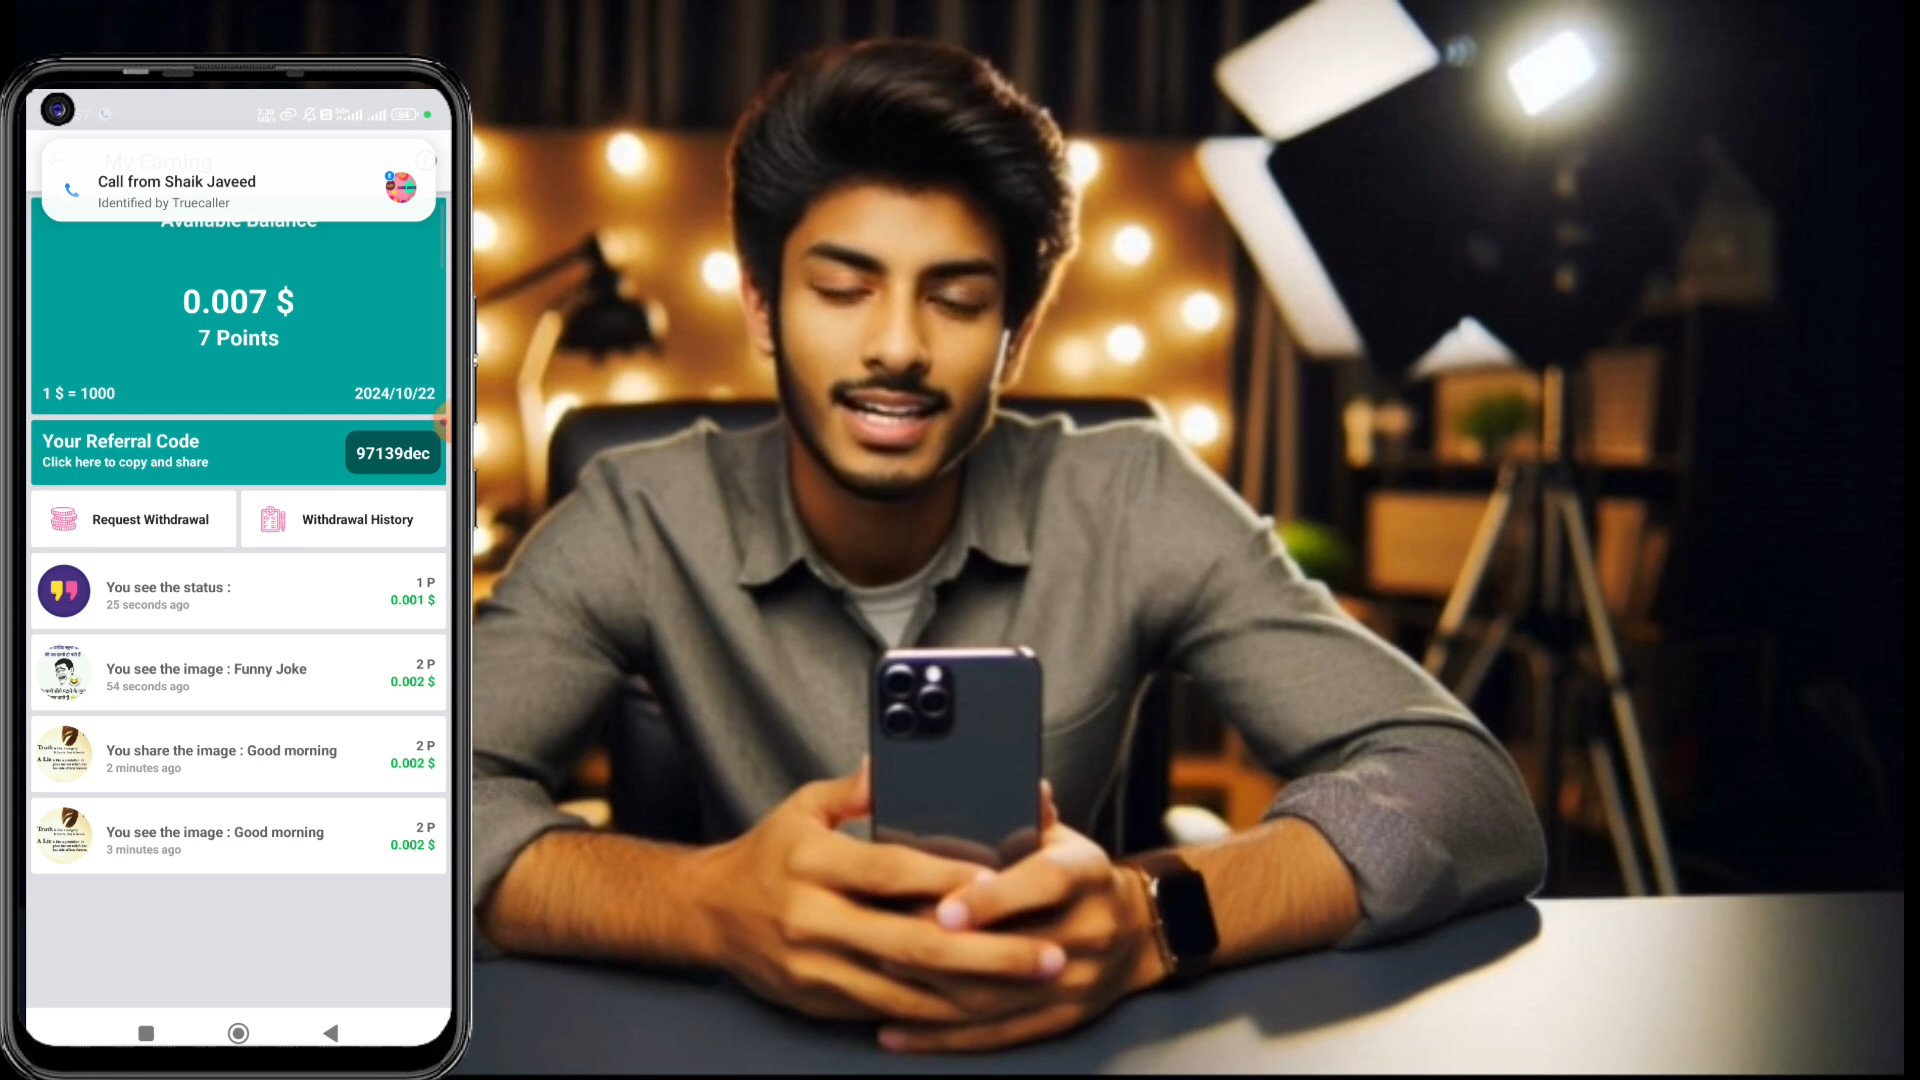 My Earning
Call from Shaik Javeed
Identified by Truecaller
Available Balance
0.007 $
7 Points
1 $ = 1000
2024/10/22
Your Referral Code
Click here to copy and share
97139dec
Request Withdrawal
Withdrawal History
You see the status :
1 P
25 seconds ago
0.001 $
You see the image : Funny Joke
2 P
54 seconds ago
0.002 $
You share the image : Good morning
2 P
2 minutes ago
0.002 $
You see the image : Good morning
2 P
3 minutes ago
0.002 $